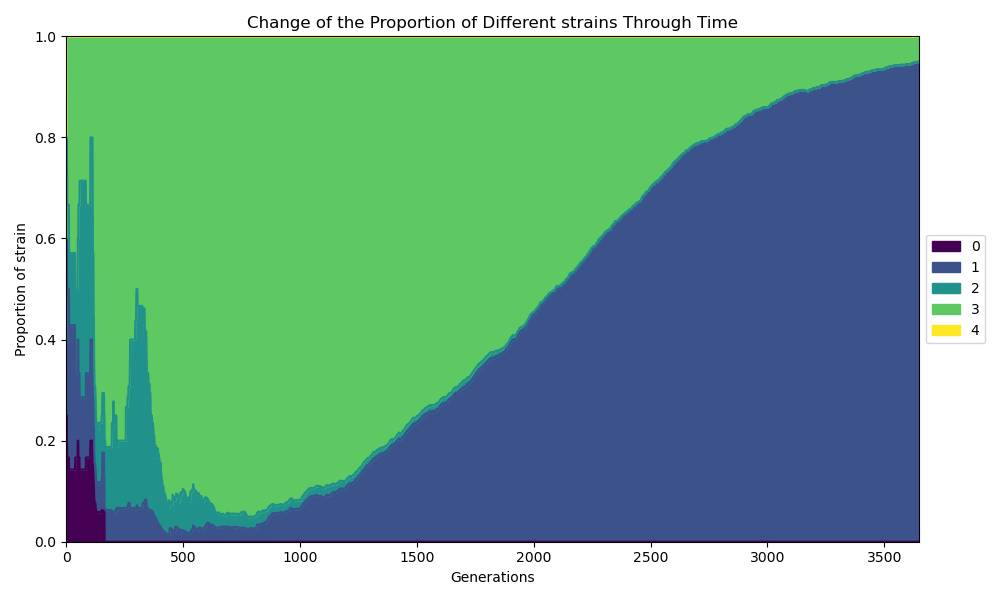 Change of the Proportion of Different strains Through Time
1.0
0.8
0.6
0.4
0.2
0.0
Proportion of strain
0 500 1000 1500 2000 2500 3000 3500
Generations
0
1
2
3
4